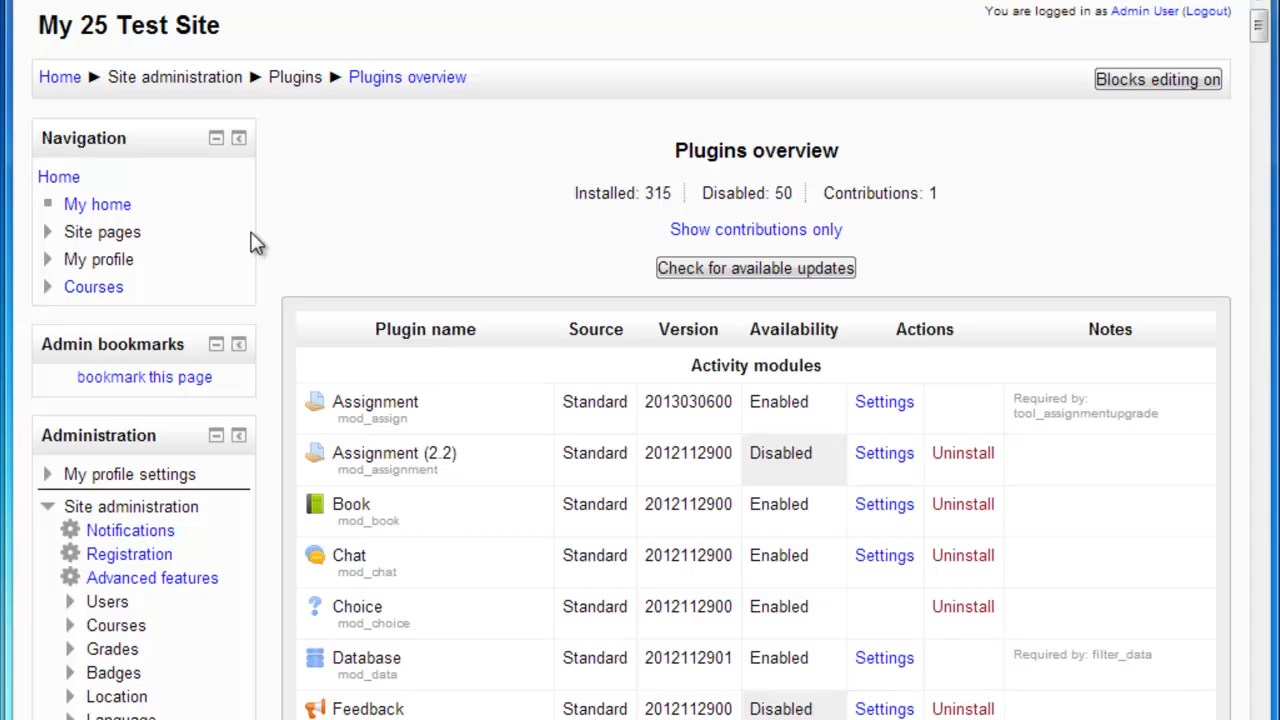 My 25 Test Site
You are logged in as Admin User (Logout)
Home ► Site administration ► Plugins ► Plugins overview
Blocks editing on
Navigation
Home
My home
Site pages
My profile
Courses
Admin bookmarks
bookmark this page
Administration
My profile settings
Site administration
Notifications
Registration
Advanced features
Users
Courses
Grades
Badges
Location
Language
Plugins overview
Installed: 315 Disabled: 50 Contributions: 1
Show contributions only
Check for available updates
Plugin name Source Version Availability Actions Notes
Activity modules
Assignment Standard 2013030600 Enabled Settings Required by:
mod_assign tool_assignmentupgrade
Assignment (2.2) Standard 2012112900 Disabled Settings Uninstall
mod_assignment
Book Standard 2012112900 Enabled Settings Uninstall
mod_book
Chat Standard 2012112900 Enabled Settings Uninstall
mod_chat
Choice Standard 2012112900 Enabled Uninstall
mod_choice
Database Standard 2012112901 Enabled Settings Required by: filter_data
mod_data
Feedback Standard 2012112900 Disabled Settings Uninstall